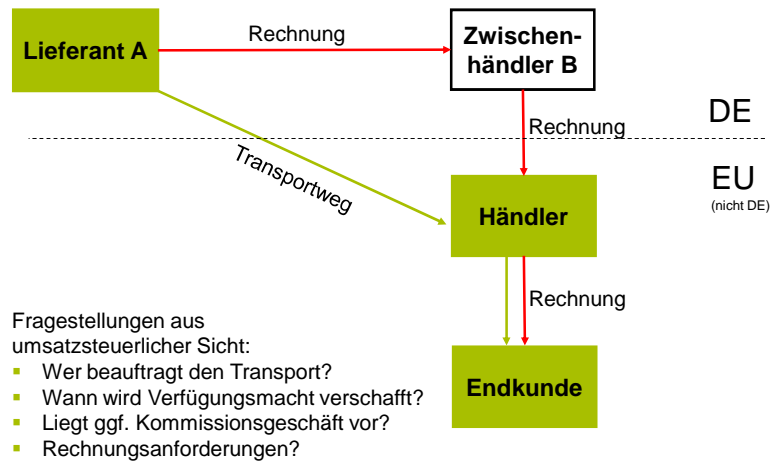 Lieferant A
Rechnung
Zwischen-
händler B
DE
Rechnung
Transportweg
EU
(nicht DE)
Händler
Rechnung
Endkunde
Fragestellungen aus
umsatzsteuerlicher Sicht:
▪ Wer beauftragt den Transport?
▪ Wann wird Verfügungsmacht verschafft?
▪ Liegt ggf. Kommissionsgeschäft vor?
▪ Rechnungsanforderungen?